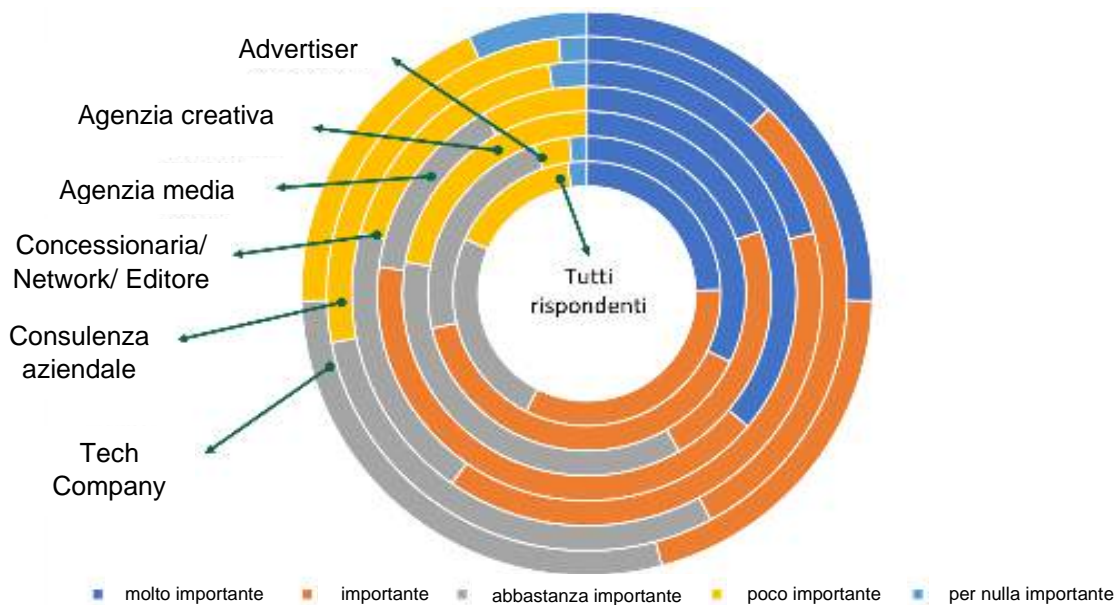 Advertiser
Agenzia creativa
Agenzia media
Concessionaria/
Network/ Editore
Consulenza
aziendale
Tech
Company
Tutti
rispondenti
molto importante
importante
abbastanza importante
poco importante
per nulla importante